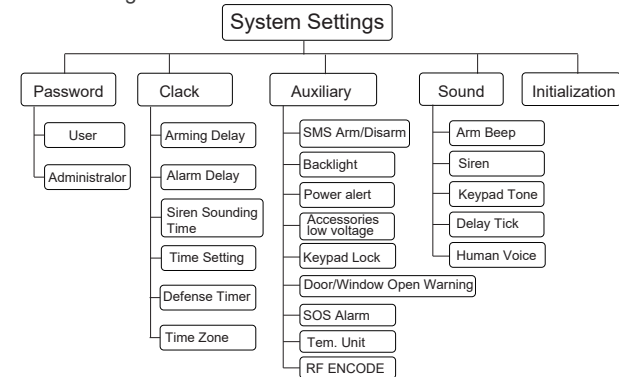 System Settings
Password
Clack
Auxiliary
Sound
Initialization
User
Administralor
Arming Delay
Alarm Delay
Siren Sounding
Time
Time Setting
Defense Timer
Time Zone
SMS Arm/Disarm
Backlight
Power alert
Accessories
low voltage
Keypad Lock
Door/Window Open Warning
SOS Alarm
Tem. Unit
RF ENCODE
Arm Beep
Siren
Keypad Tone
Delay Tick
Human Voice